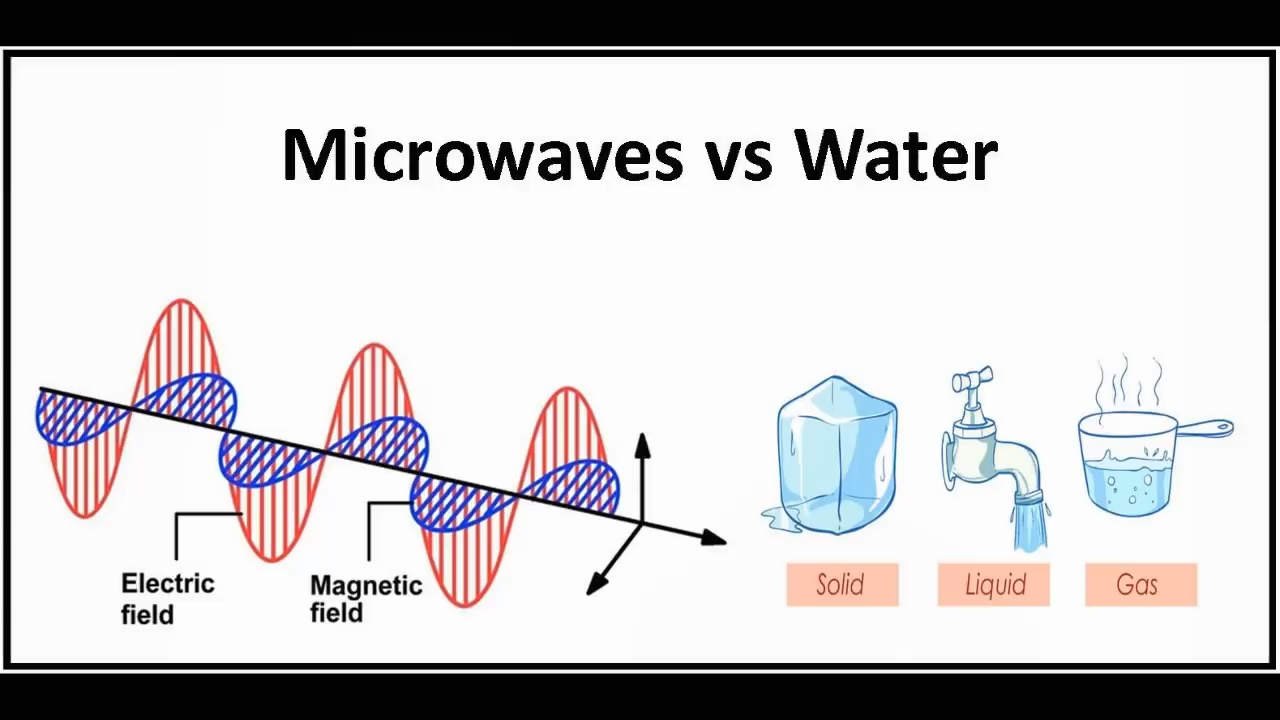 Microwaves vs Water
Electric
field
Magnetic
field
Solid
Liquid
Gas